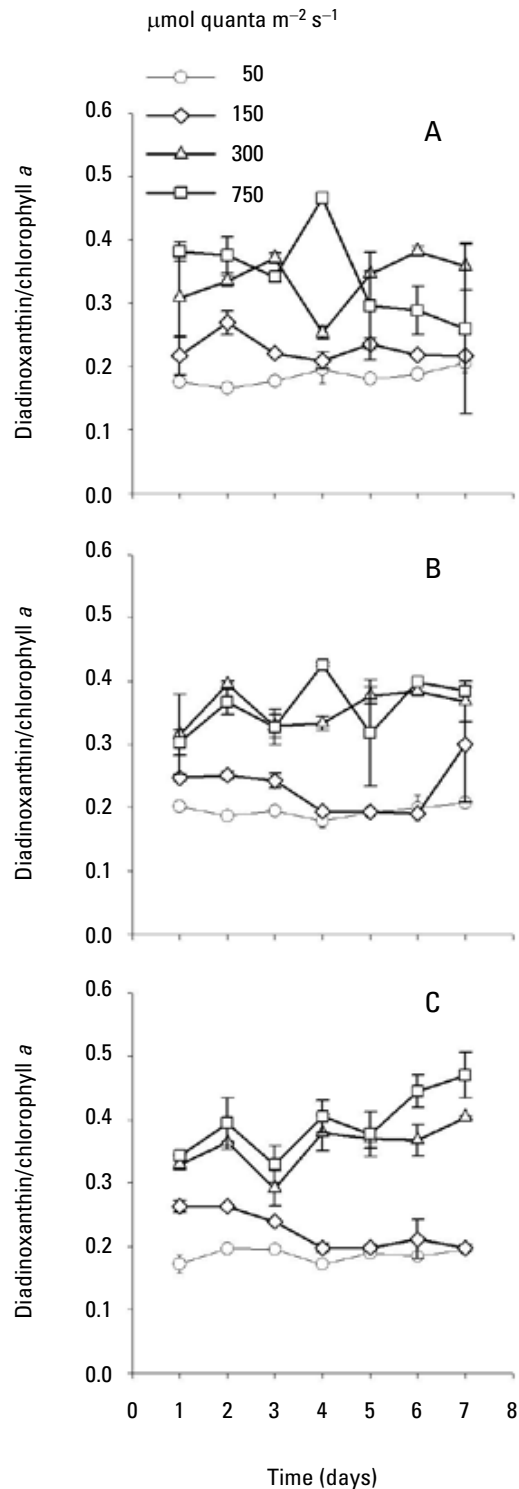 µmol quanta m⁻² s⁻¹
50
150
300
750
A
0.6
0.5
0.4
0.3
0.2
0.1
0.0
Diadinoxanthin/chlorophyll a
B
0.6
0.5
0.4
0.3
0.2
0.1
0.0
Diadinoxanthin/chlorophyll a
C
0.6
0.5
0.4
0.3
0.2
0.1
0.0
Diadinoxanthin/chlorophyll a
0 1 2 3 4 5 6 7 8
Time (days)